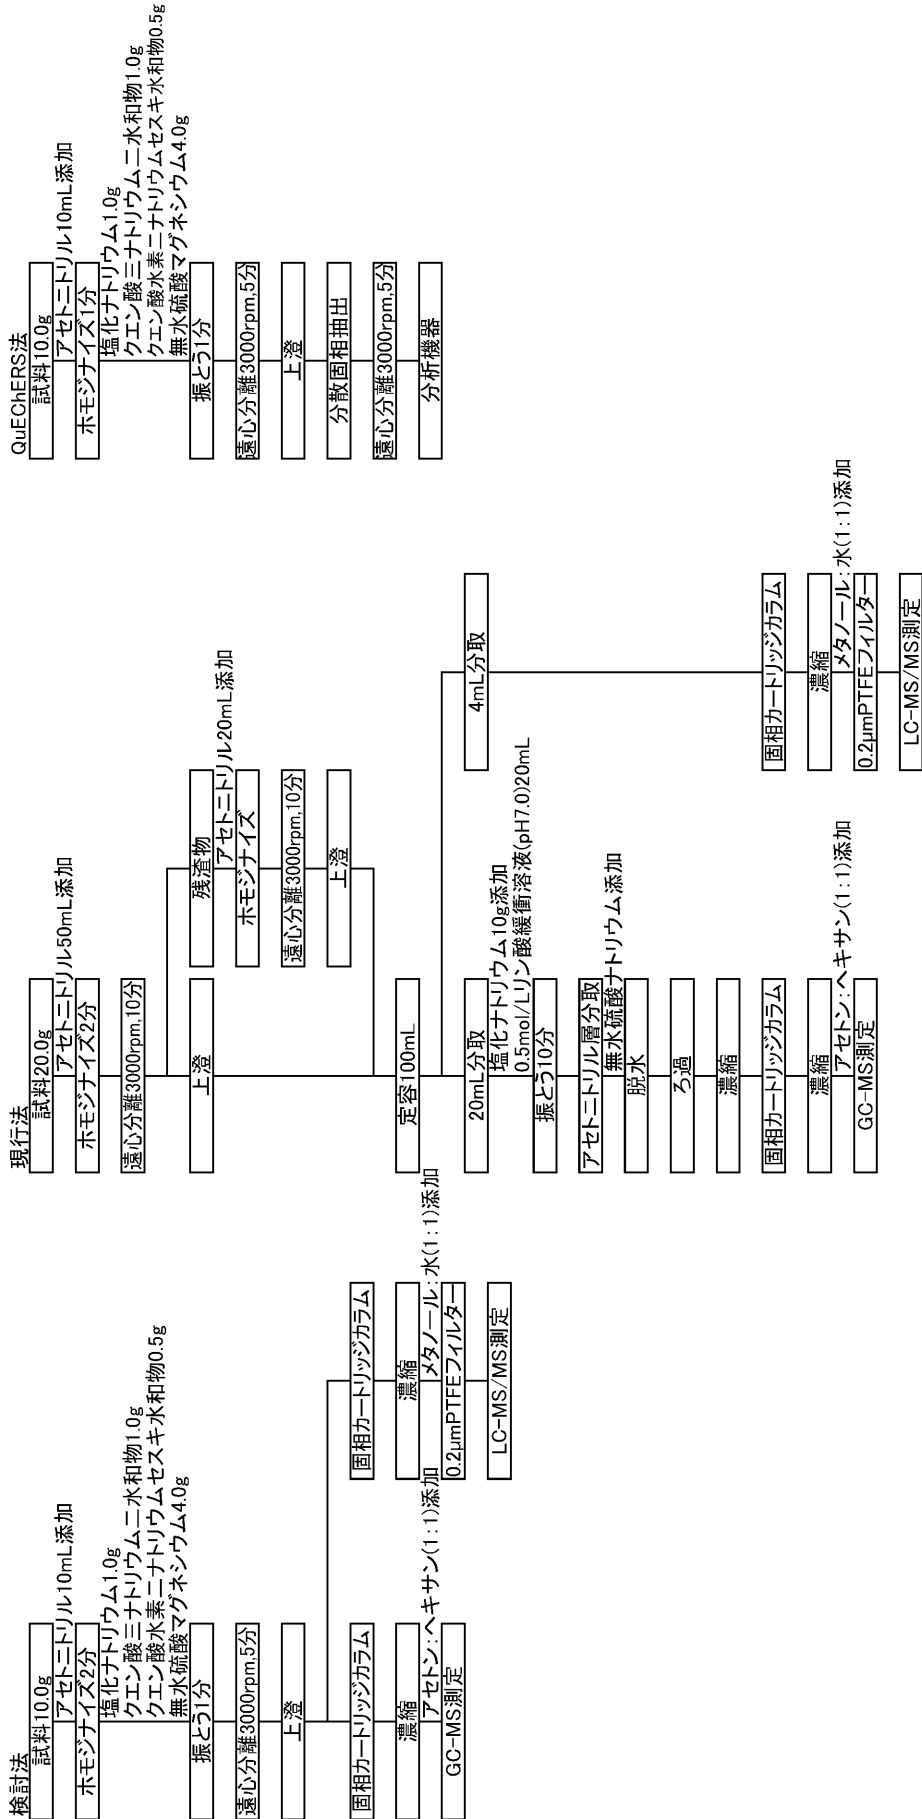 検討法
試料10.0g
アセトニトリル10mL添加
ホモジナイズ2分
塩化ナトリウム1.0g
クエン酸三ナトリウム二水和物1.0g
クエン酸水素二ナトリウムセスキ水和物0.5g
無水硫酸マグネシウム4.0g
振とう1分
遠心分離3000rpm,5分
上澄
固相カートリッジカラム
濃縮
アセトン:ヘキサン(1:1)添加
GC-MS測定
固相カートリッジカラム
濃縮
メタノール:水(1:1)添加
0.2μmPTFEフィルター
LC-MS/MS測定
現行法
試料20.0g
アセトニトリル50mL添加
ホモジナイズ2分
遠心分離3000rpm,10分
上澄
残渣物
アセトニトリル20mL添加
ホモジナイズ
遠心分離3000rpm,10分
上澄
定容100mL
20mL分取
塩化ナトリウム10g添加
0.5mol/Lリン酸緩衝溶液(pH7.0)20mL
振とう10分
アセトニトリル層分取
無水硫酸ナトリウム添加
脱水
ろ過
濃縮
固相カートリッジカラム
濃縮
アセトン:ヘキサン(1:1)添加
GC-MS測定
4mL分取
固相カートリッジカラム
濃縮
メタノール:水(1:1)添加
0.2μmPTFEフィルター
LC-MS/MS測定
QuEChERS法
試料10.0g
アセトニトリル10mL添加
ホモジナイズ1分
塩化ナトリウム1.0g
クエン酸三ナトリウム二水和物1.0g
クエン酸水素二ナトリウムセスキ水和物0.5g
無水硫酸マグネシウム4.0g
振とう1分
遠心分離3000rpm,5分
上澄
分散固相抽出
遠心分離3000rpm,5分
分析機器